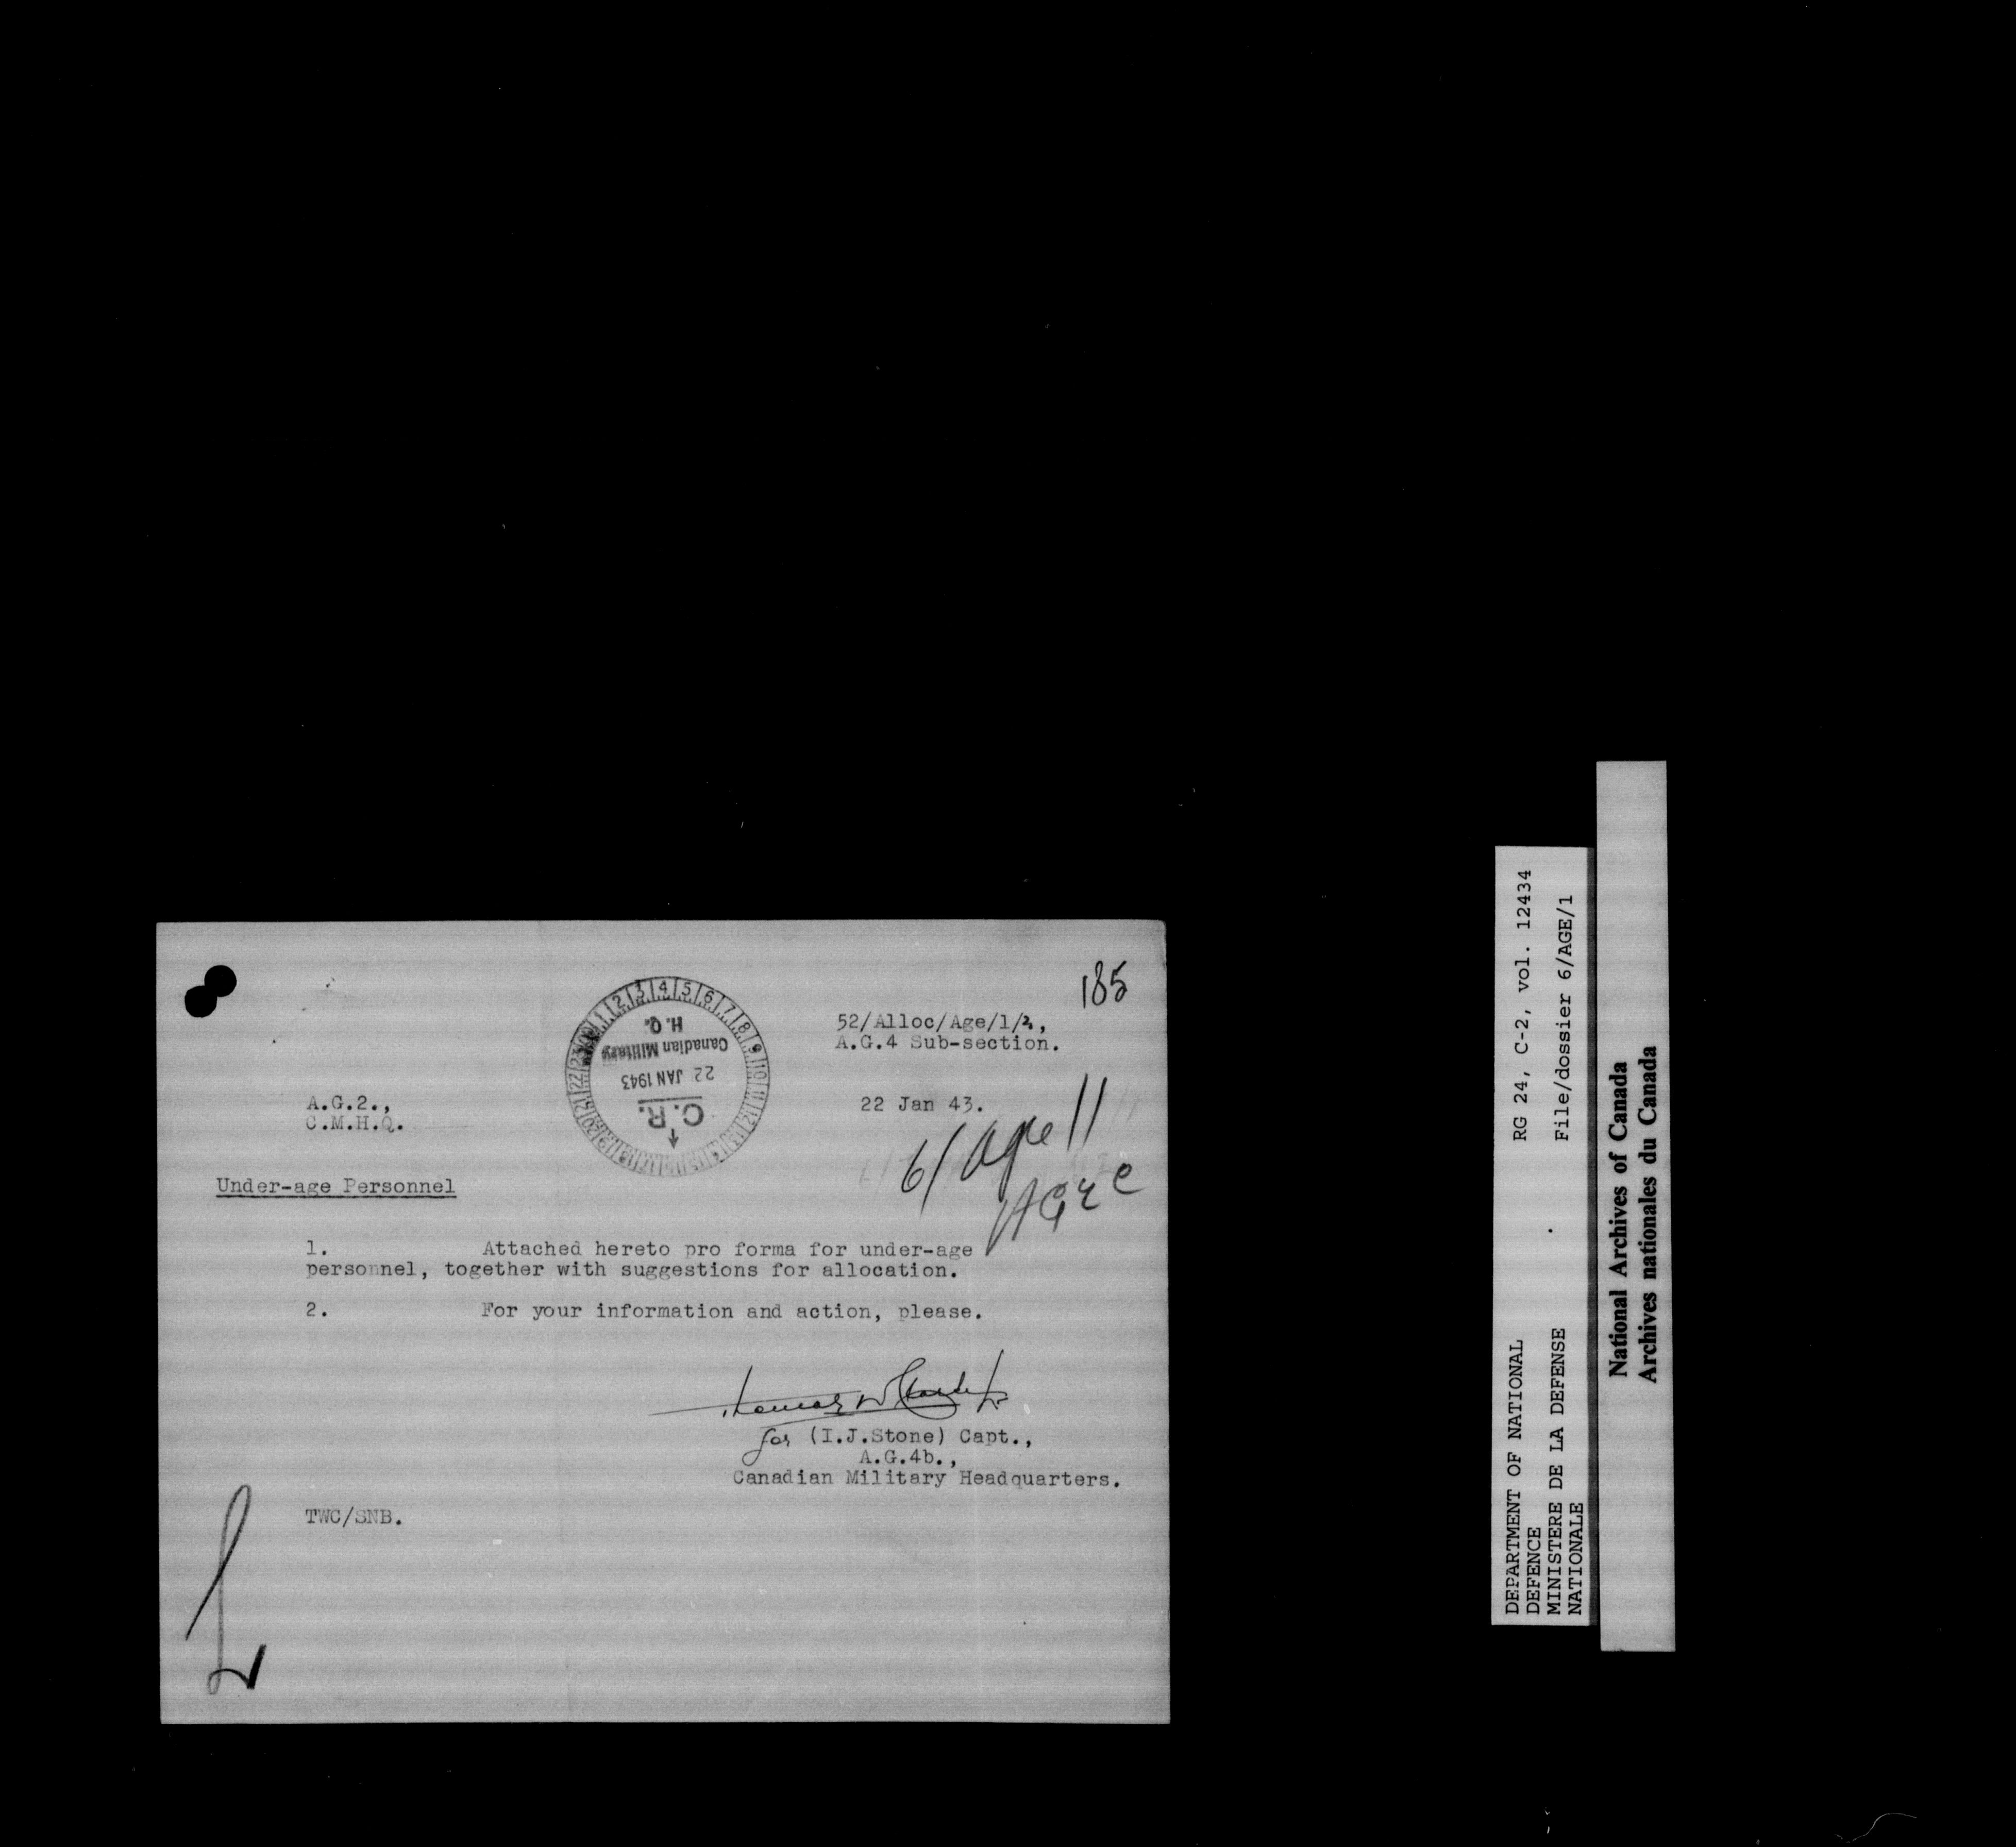 185
52/Alloc/Age/1/2,
A.G.4 Sub-section.
C.R.
22 JAN 1943
Canadian Military
H.Q.
A.G.2.,
C.M.H.Q.
22 Jan 43.
6/Age/1
AG2c
Under-age Personnel
1. Attached hereto pro forma for under-age
personnel, together with suggestions for allocation.
2. For your information and action, please.
for (I.J.Stone) Capt.,
A.G.4b.,
Canadian Military Headquarters.
TWC/SNB.
DEPARTMENT OF NATIONAL RG 24, C-2, vol. 12434
DEFENCE
MINISTERE DE LA DEFENSE File/dossier 6/AGE/1
NATIONALE
National Archives of Canada
Archives nationales du Canada